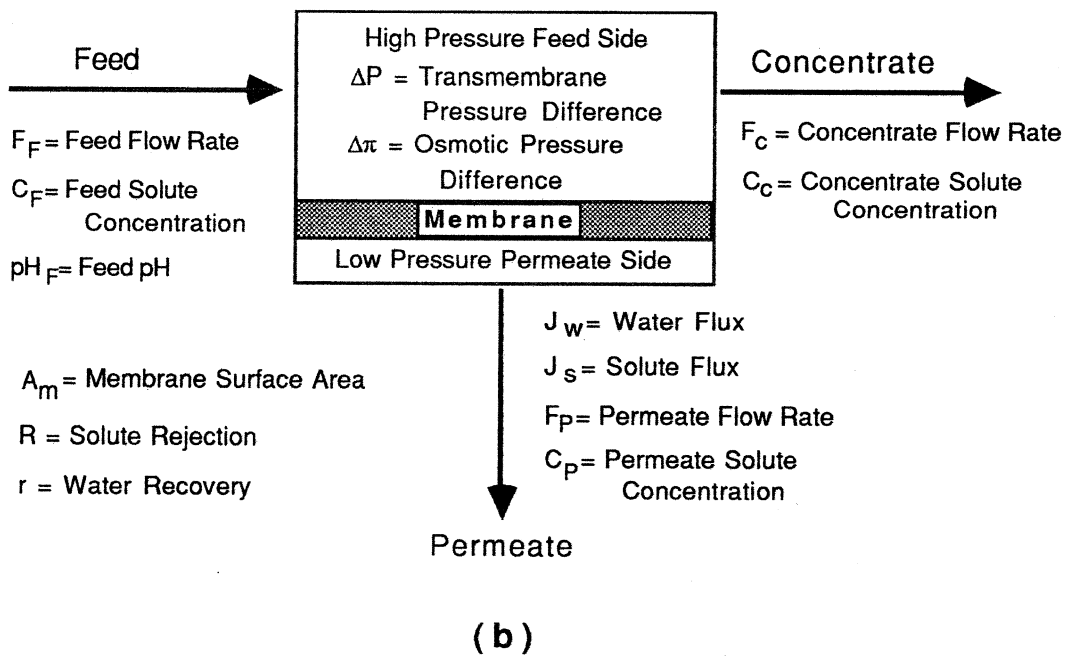 Feed
F_F = Feed Flow Rate
C_F = Feed Solute
Concentration
pH_F = Feed pH
High Pressure Feed Side
ΔP = Transmembrane
Pressure Difference
Δπ = Osmotic Pressure
Difference
Membrane
Low Pressure Permeate Side
Concentrate
F_c = Concentrate Flow Rate
C_c = Concentrate Solute
Concentration
J_w = Water Flux
J_s = Solute Flux
F_P = Permeate Flow Rate
C_P = Permeate Solute
Concentration
A_m = Membrane Surface Area
R = Solute Rejection
r = Water Recovery
Permeate
(b)